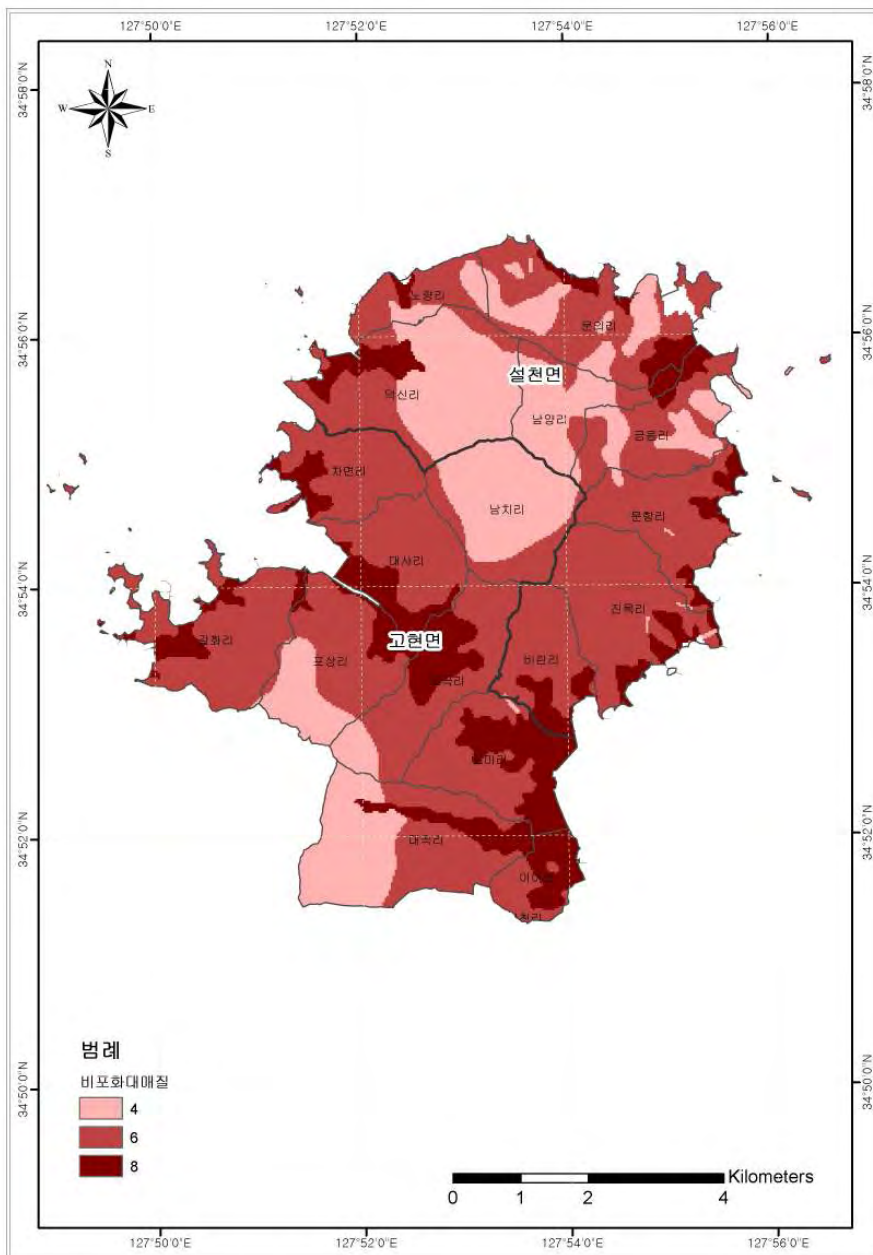 127°50'0"E 127°52'0"E 127°54'0"E 127°56'0"E
34°58'0"N 34°58'0"N
N
W E
S
노량리
문의리
34°56'0"N 34°56'0"N
설천면
덕신리
남양리
금음리
차면리
남치리
문항리
대사리
34°54'0"N 34°54'0"N
진목리
갈화리
고현면
포상리
비란리
34°52'0"N 34°52'0"N
대곡리
이어리
범례
비포화대매질
4
6
8
34°50'0"N 34°50'0"N
Kilometers
0 1 2 4
127°50'0"E 127°52'0"E 127°54'0"E 127°56'0"E